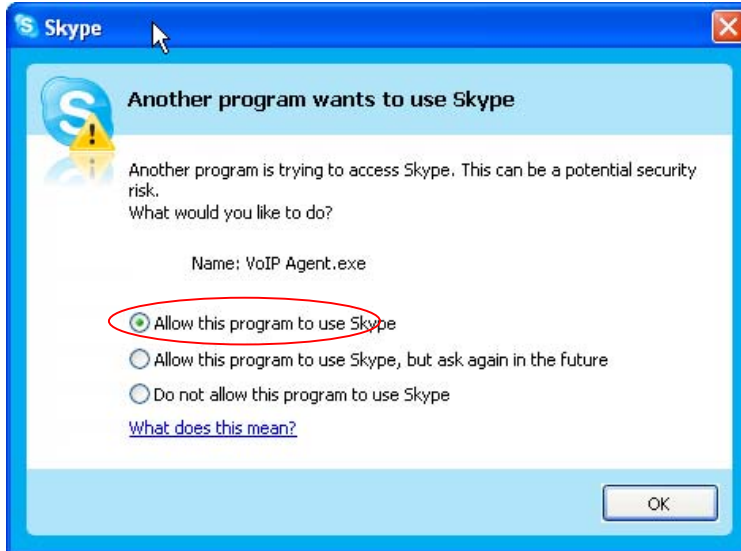 Skype
Another program wants to use Skype
Another program is trying to access Skype. This can be a potential security
risk.
What would you like to do?
Name: VoIP Agent.exe
Allow this program to use Skype
Allow this program to use Skype, but ask again in the future
Do not allow this program to use Skype
What does this mean?
OK